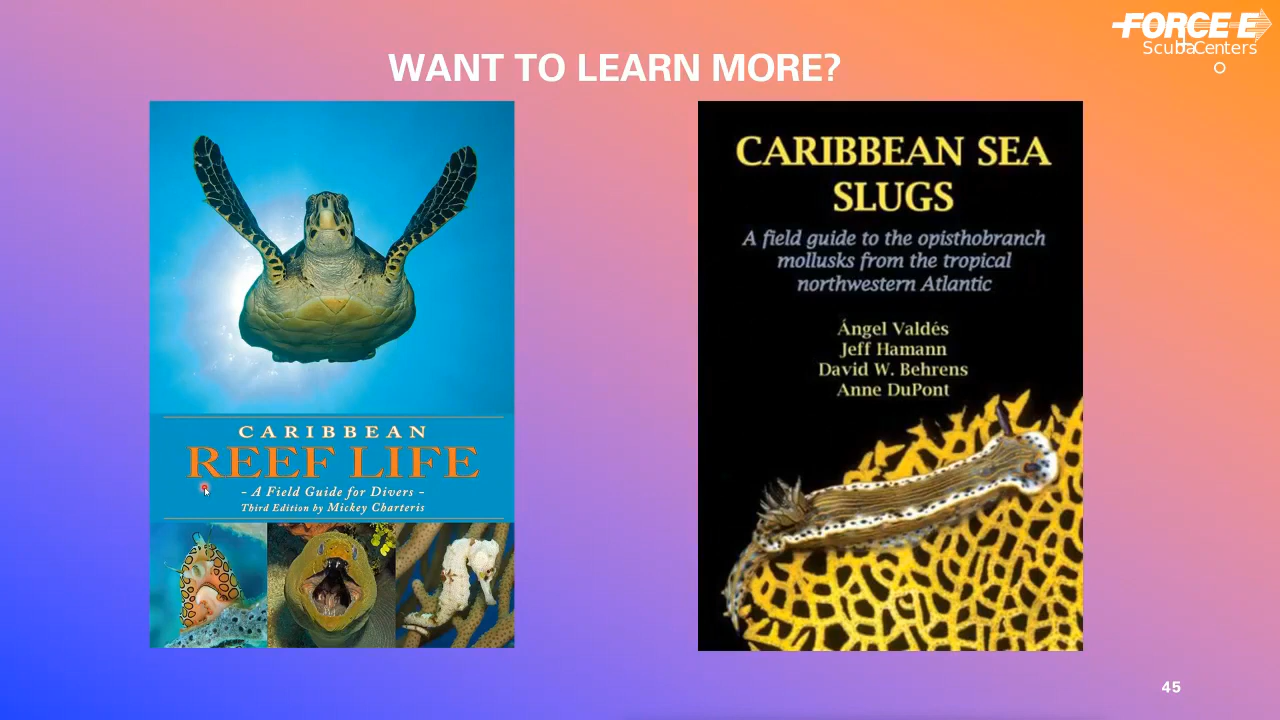 FORCE E
Scuba Centers
WANT TO LEARN MORE?
CARIBBEAN
REEF LIFE
- A Field Guide for Divers -
Third Edition by Mickey Charteris
CARIBBEAN SEA
SLUGS
A field guide to the opisthobranch
mollusks from the tropical
northwestern Atlantic
Ángel Valdés
Jeff Hamann
David W. Behrens
Anne DuPont
45